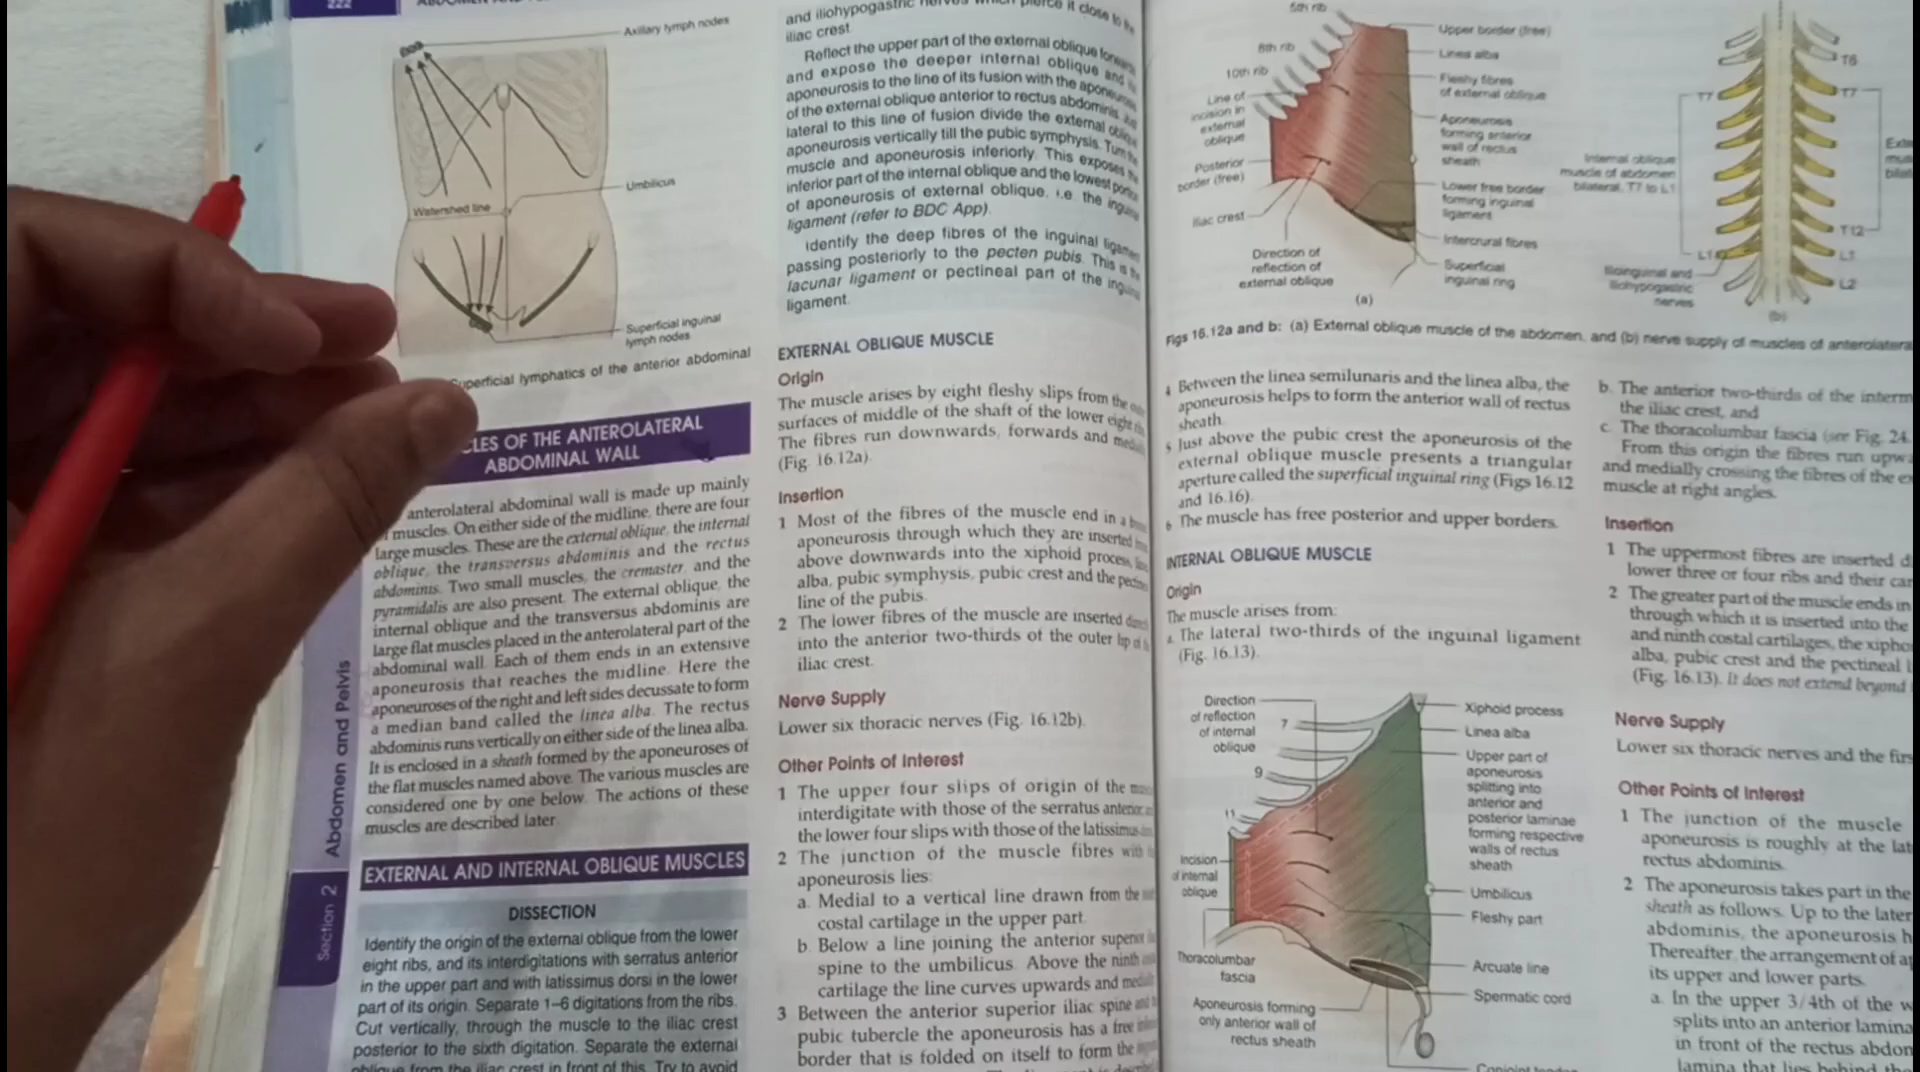 222
Axillary lymph nodes
Umbilicus
Watershed line
Superficial inguinal
lymph nodes
Superficial lymphatics of the anterior abdominal
OF THE ANTEROLATERAL
ABDOMINAL WALL
anterolateral abdominal wall is made up mainly
muscles. On either side of the midline, there are four
large muscles. These are the external oblique, the internal
oblique, the transversus abdominis and the rectus
abdominis. Two small muscles, the cremaster and the
pyramidalis are also present. The external oblique, the
internal oblique and the transversus abdominis are
large flat muscles placed in the anterolateral part of the
abdominal wall. Each of them ends in an extensive
aponeurosis that reaches the midline. Here the
aponeuroses of the right and left sides decussate to form
a median band called the linea alba. The rectus
abdominis runs vertically on either side of the linea alba.
It is enclosed in a sheath formed by the aponeuroses of
the flat muscles named above. The various muscles are
considered one by one below. The actions of these
muscles are described later.
EXTERNAL AND INTERNAL OBLIQUE MUSCLES
DISSECTION
Identify the origin of the external oblique from the lower
eight ribs, and its interdigitations with serratus anterior
in the upper part and with latissimus dorsi in the lower
part of its origin. Separate 1–6 digitations from the ribs.
Cut vertically, through the muscle to the iliac crest
posterior to the sixth digitation. Separate the external
oblique from the iliac crest in front of this. Try to avoid
Abdomen and Pelvis
Section 2
and iliohypogastric nerves which pierce it close to the
iliac crest
Reflect the upper part of the external oblique
and expose the deeper internal oblique and
aponeurosis to the line of its fusion with the
of the external oblique anterior to rectus abdominis
lateral to this line of fusion divide the external
aponeurosis vertically till the pubic symphysis. Turn the
muscle and aponeurosis inferiorly. This exposes the
inferior part of the internal oblique and the lowest
of aponeurosis of external oblique, i.e. the
ligament (refer to BDC App).
Identify the deep fibres of the inguinal
passing posteriorly to the pecten pubis. This is
lacunar ligament or pectineal part of the
ligament.
EXTERNAL OBLIQUE MUSCLE
Origin
The muscle arises by eight fleshy slips from the
surfaces of middle of the shaft of the lower eight
The fibres run downwards, forwards and
(Fig. 16.12a).
Insertion
1 Most of the fibres of the muscle end in a
aponeurosis through which they are inserted
above downwards into the xiphoid process,
alba, pubic symphysis, pubic crest and the
line of the pubis.
2 The lower fibres of the muscle are inserted
into the anterior two-thirds of the outer lip of
iliac crest.
Nerve Supply
Lower six thoracic nerves (Fig. 16.12b).
Other Points of Interest
1 The upper four slips of origin of the
interdigitate with those of the serratus
the lower four slips with those of the
2 The junction of the muscle fibres with
aponeurosis lies:
a. Medial to a vertical line drawn from the
costal cartilage in the upper part.
b Below a line joining the anterior superior
spine to the umbilicus. Above the ninth
cartilage the line curves upwards and
3 Between the anterior superior iliac spine and
pubic tubercle the aponeurosis has a free
border that is folded on itself to form the
5th rib
8th rib
10th rib
Line of
incision in
external
oblique
Posterior
border (free)
Iliac crest
Direction of
reflection of
external oblique
(a)
Upper border (free)
Linea alba
Fleshy fibres
of external oblique
Aponeurosis
forming anterior
wall of rectus
sheath
Lower free border
forming inguinal
ligament
Intercrural fibres
Superficial
inguinal ring
T6
T7
T7
Internal oblique
muscle of abdomen
bilateral, T7 to L1
T12
L1
L1
L2
Ilioinguinal and
iliohypogastric
nerves
(b)
Figs 16.12a and b: (a) External oblique muscle of the abdomen, and (b) nerve supply of muscles of
4 Between the linea semilunaris and the linea alba, the
aponeurosis helps to form the anterior wall of rectus
sheath.
5 Just above the pubic crest the aponeurosis of the
external oblique muscle presents a triangular
aperture called the superficial inguinal ring (Figs 16.12
and 16.16).
6 The muscle has free posterior and upper borders.
INTERNAL OBLIQUE MUSCLE
Origin
The muscle arises from:
a. The lateral two-thirds of the inguinal ligament
(Fig. 16.13).
Direction
of reflection
of internal
oblique
7
9
11
Incision
of internal
oblique
Thoracolumbar
fascia
Aponeurosis forming
only anterior wall of
rectus sheath
Xiphoid process
Linea alba
Upper part of
aponeurosis
splitting into
anterior and
posterior laminae
forming respective
walls of rectus
sheath
Umbilicus
Fleshy part
Arcuate line
Spermatic cord
b. The anterior two-thirds of the
the iliac crest, and
c. The thoracolumbar fascia (see Fig. 24.
From this origin the fibres run
and medially crossing the fibres of the
muscle at right angles.
Insertion
1 The uppermost fibres are inserted
lower three or four ribs and their
2 The greater part of the muscle ends in
through which it is inserted into the
and ninth costal cartilages, the
alba, pubic crest and the pectineal
(Fig. 16.13). It does not extend beyond
Nerve Supply
Lower six thoracic nerves and the
Other Points of Interest
1 The junction of the muscle
aponeurosis is roughly at the
rectus abdominis.
2 The aponeurosis takes part in the
sheath as follows. Up to the
abdominis, the aponeurosis
Thereafter, the arrangement of
its upper and lower parts.
a. In the upper 3/4th of the
splits into an anterior lamina
in front of the rectus
lamina that lies behind